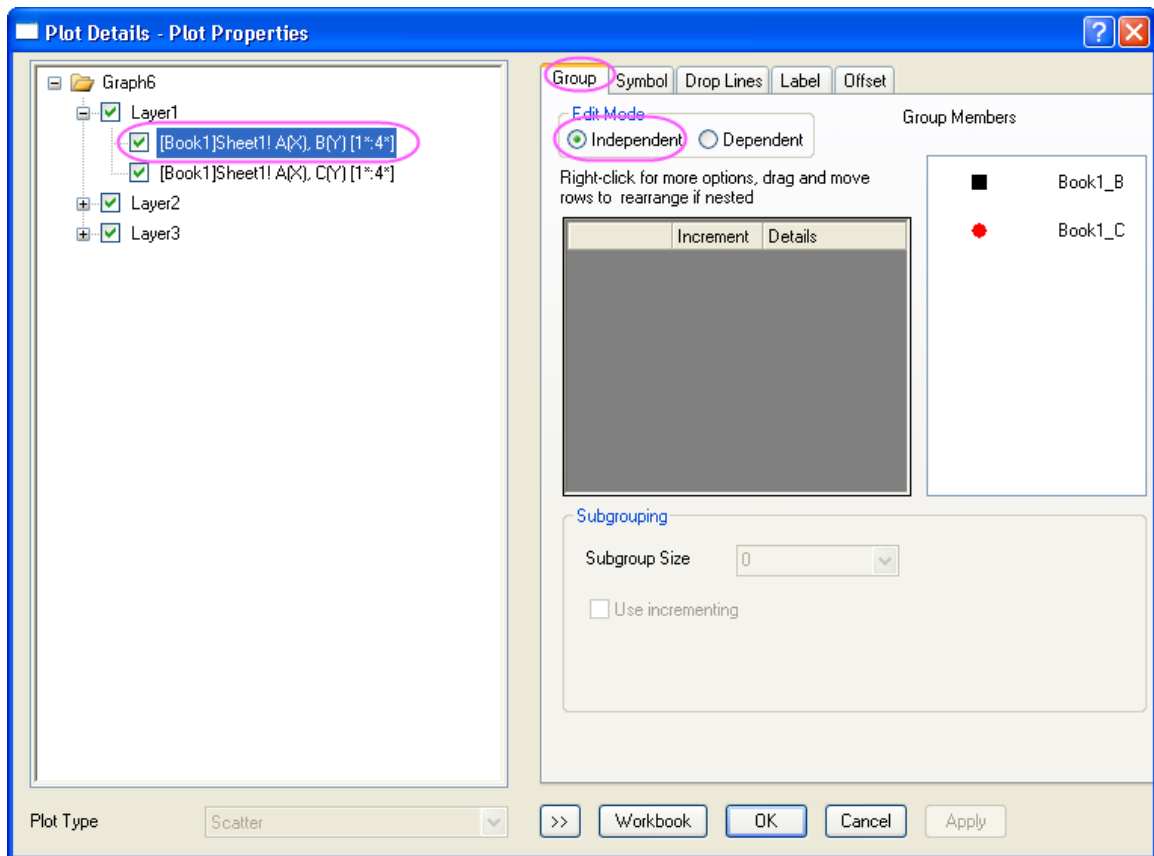 Plot Details - Plot Properties
Graph6
Layer1
[Book1]Sheet1! A(X), B(Y) [1*:4*]
[Book1]Sheet1! A(X), C(Y) [1*:4*]
Layer2
Layer3
Group Symbol Drop Lines Label Offset
Edit Mode
Independent Dependent
Group Members
Right-click for more options, drag and move
rows to rearrange if nested
Increment Details
Book1_B
Book1_C
Subgrouping
Subgroup Size 0
Use incrementing
Plot Type Scatter
>> Workbook OK Cancel Apply